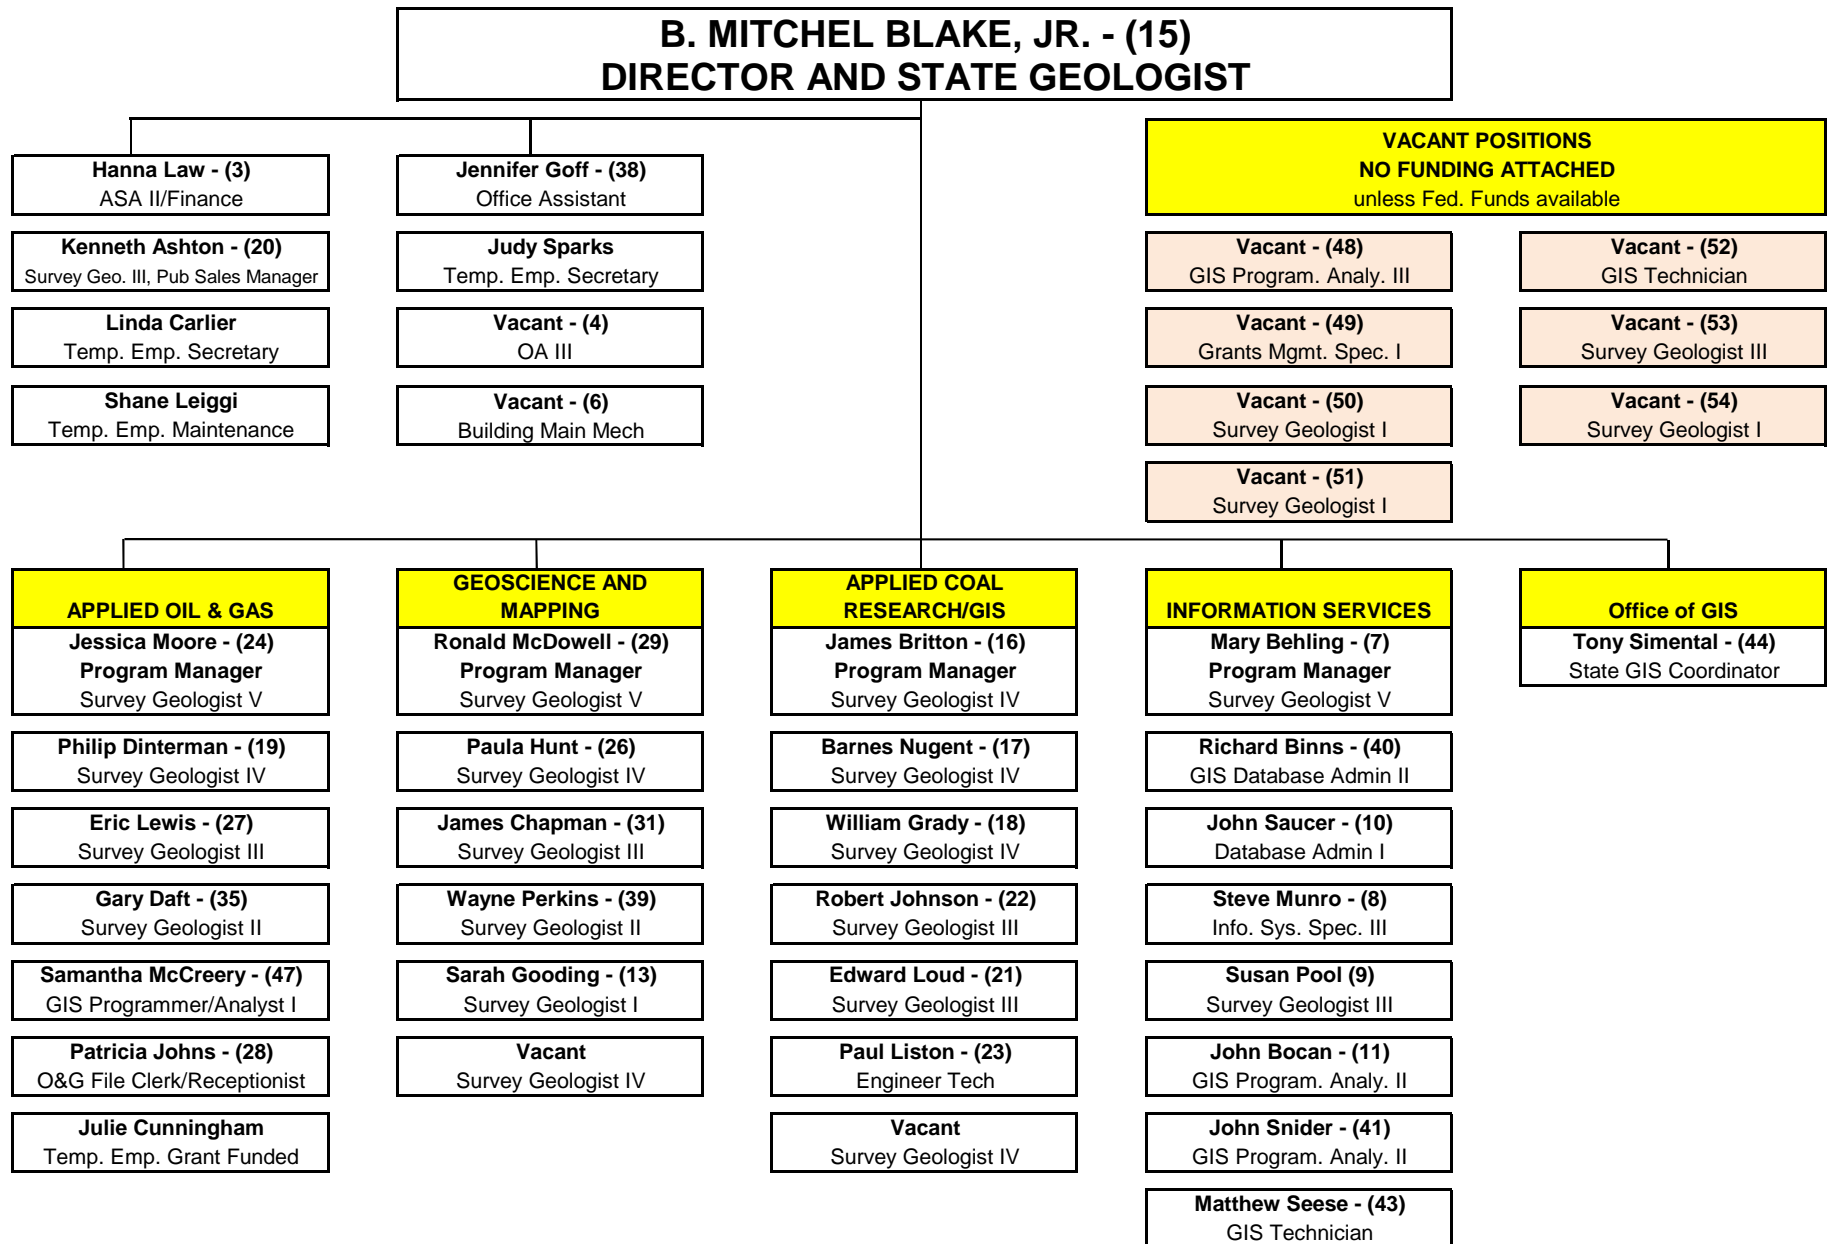 B. MITCHEL BLAKE, JR. - (15)
DIRECTOR AND STATE GEOLOGIST
Hanna Law - (3)
ASA II/Finance
Kenneth Ashton - (20)
Survey Geo. III, Pub Sales Manager
Linda Carlier
Temp. Emp. Secretary
Shane Leiggi
Temp. Emp. Maintenance
Jennifer Goff - (38)
Office Assistant
Judy Sparks
Temp. Emp. Secretary
Vacant - (4)
OA III
Vacant - (6)
Building Main Mech
VACANT POSITIONS
NO FUNDING ATTACHED
unless Fed. Funds available
Vacant - (48)
GIS Program. Analy. III
Vacant - (49)
Grants Mgmt. Spec. I
Vacant - (50)
Survey Geologist I
Vacant - (51)
Survey Geologist I
Vacant - (52)
GIS Technician
Vacant - (53)
Survey Geologist III
Vacant - (54)
Survey Geologist I
APPLIED OIL & GAS
Jessica Moore - (24)
Program Manager
Survey Geologist V
Philip Dinterman - (19)
Survey Geologist IV
Eric Lewis - (27)
Survey Geologist III
Gary Daft - (35)
Survey Geologist II
Samantha McCreery - (47)
GIS Programmer/Analyst I
Patricia Johns - (28)
O&G File Clerk/Receptionist
Julie Cunningham
Temp. Emp. Grant Funded
GEOSCIENCE AND
MAPPING
Ronald McDowell - (29)
Program Manager
Survey Geologist V
Paula Hunt - (26)
Survey Geologist IV
James Chapman - (31)
Survey Geologist III
Wayne Perkins - (39)
Survey Geologist II
Sarah Gooding - (13)
Survey Geologist I
Vacant
Survey Geologist IV
APPLIED COAL
RESEARCH/GIS
James Britton - (16)
Program Manager
Survey Geologist IV
Barnes Nugent - (17)
Survey Geologist IV
William Grady - (18)
Survey Geologist IV
Robert Johnson - (22)
Survey Geologist III
Edward Loud - (21)
Survey Geologist III
Paul Liston - (23)
Engineer Tech
Vacant
Survey Geologist IV
INFORMATION SERVICES
Mary Behling - (7)
Program Manager
Survey Geologist V
Richard Binns - (40)
GIS Database Admin II
John Saucer - (10)
Database Admin I
Steve Munro - (8)
Info. Sys. Spec. III
Susan Pool (9)
Survey Geologist III
John Bocan - (11)
GIS Program. Analy. II
John Snider - (41)
GIS Program. Analy. II
Matthew Seese - (43)
GIS Technician
Office of GIS
Tony Simental - (44)
State GIS Coordinator